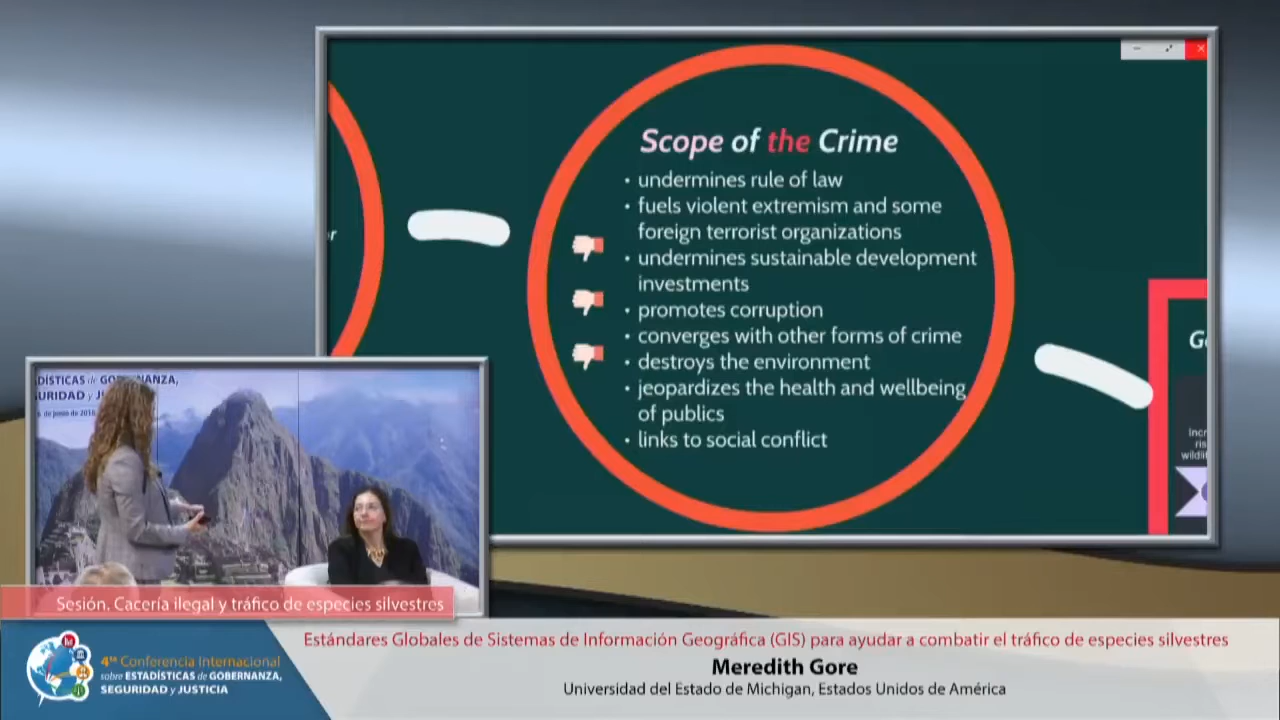 Scope of the Crime
• undermines rule of law
• fuels violent extremism and some
foreign terrorist organizations
• undermines sustainable development
investments
• promotes corruption
• converges with other forms of crime
• destroys the environment
• jeopardizes the health and wellbeing
of publics
• links to social conflict
DÍSTICAS de GOBERNANZA,
Sesión. Cacería ilegal y tráfico de especies silvestres
Estándares Globales de Sistemas de Información Geográfica (GIS) para ayudar a combatir el tráfico de especies silvestres
Meredith Gore
Universidad del Estado de Michigan, Estados Unidos de América
4ta Conferencia Internacional
sobre ESTADÍSTICAS de GOBERNANZA,
SEGURIDAD y JUSTICIA